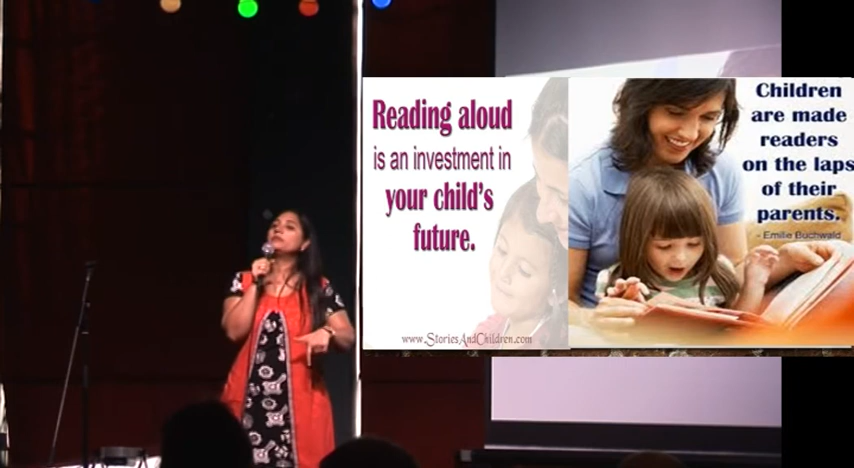 Reading aloud
is an investment in
your child's
future.
www.StoriesAndChildren.com
Children
are made
readers
on the laps
of their
parents.
- Emilie Buchwald